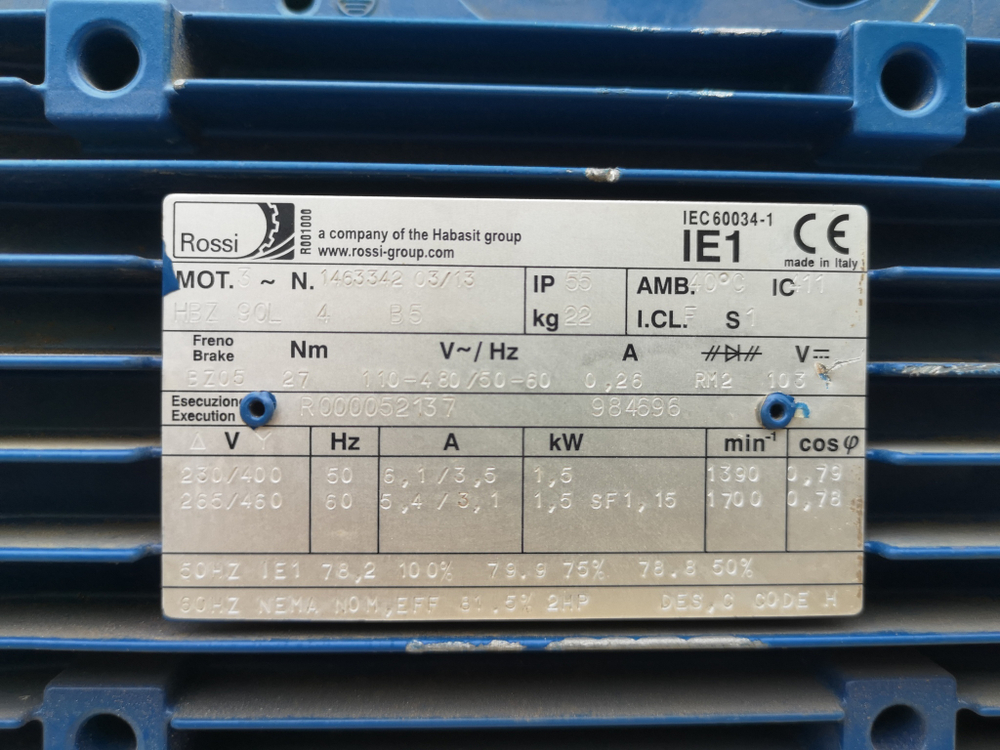 Rossi
R001000
a company of the Habasit group
www.rossi-group.com
IEC 60034-1
IE1
CE
made in Italy
MOT. 3 ~ N. 1463342 03/13
IP 55
AMB. 40°C IC 411
HBZ 90L 4 B5
kg 22
I.CL. F S 1
Freno
Brake
Nm V~/ Hz A V
BZ05 27 110-480/50-60 0,26 RM2 103
Esecuzione
Execution
R000052137 984696
Δ V Y Hz A kW min-1 cos φ
230/400 50 6,1/3,5 1,5 1390 0,79
265/460 60 5,4/3,1 1,5 SF1,15 1700 0,78
50HZ IE1 78,2 100% 79.9 75% 78.8 50%
60HZ NEMA NOM,EFF 81.5% 2HP DES,C CODE H